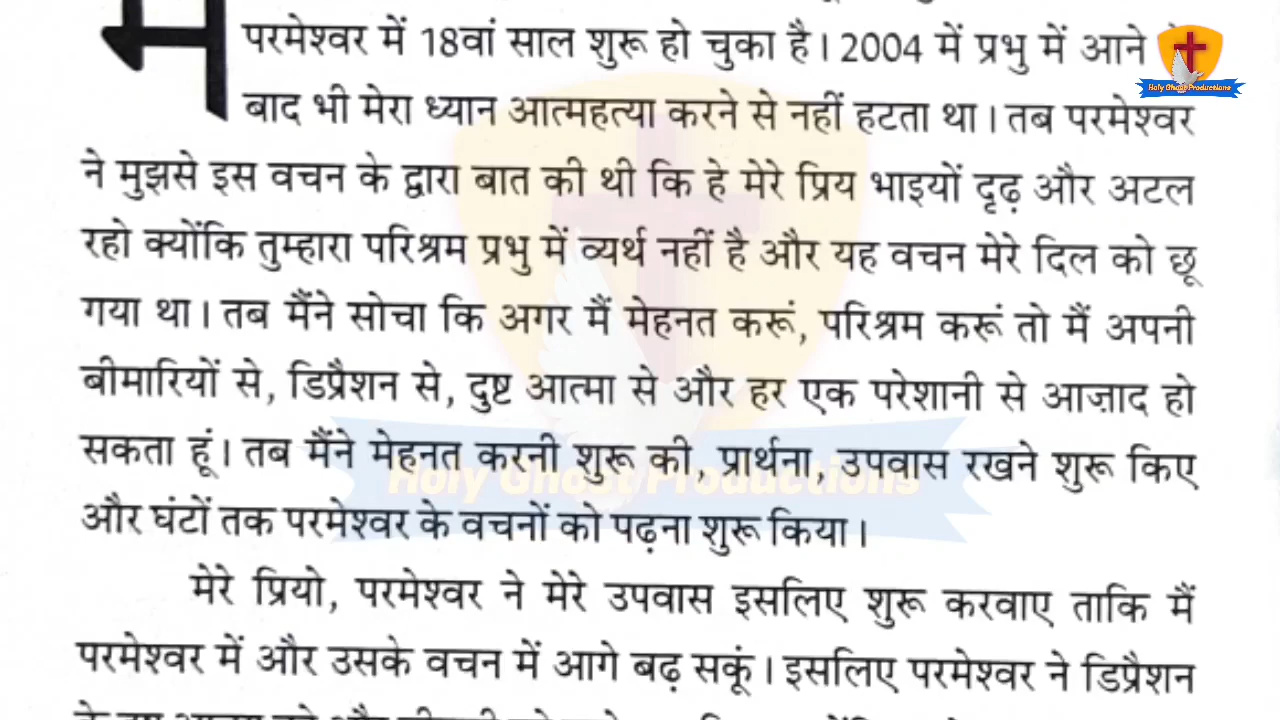 परमेश्वर में 18वां साल शुरू हो चुका है। 2004 में प्रभु में आने
बाद भी मेरा ध्यान आत्महत्या करने से नहीं हटता था। तब परमेश्वर
ने मुझसे इस वचन के द्वारा बात की थी कि हे मेरे प्रिय भाइयों दृढ़ और अटल
रहो क्योंकि तुम्हारा परिश्रम प्रभु में व्यर्थ नहीं है और यह वचन मेरे दिल को छू
गया था। तब मैंने सोचा कि अगर मैं मेहनत करूं, परिश्रम करूं तो मैं अपनी
बीमारियों से, डिप्रैशन से, दुष्ट आत्मा से और हर एक परेशानी से आज़ाद हो
सकता हूं। तब मैंने मेहनत करनी शुरू की, प्रार्थना, उपवास रखने शुरू किए
और घंटों तक परमेश्वर के वचनों को पढ़ना शुरू किया।
मेरे प्रियो, परमेश्वर ने मेरे उपवास इसलिए शुरू करवाए ताकि मैं
परमेश्वर में और उसके वचन में आगे बढ़ सकूं। इसलिए परमेश्वर ने डिप्रैशन
Holy Ghost Productions
Holy Ghost Productions